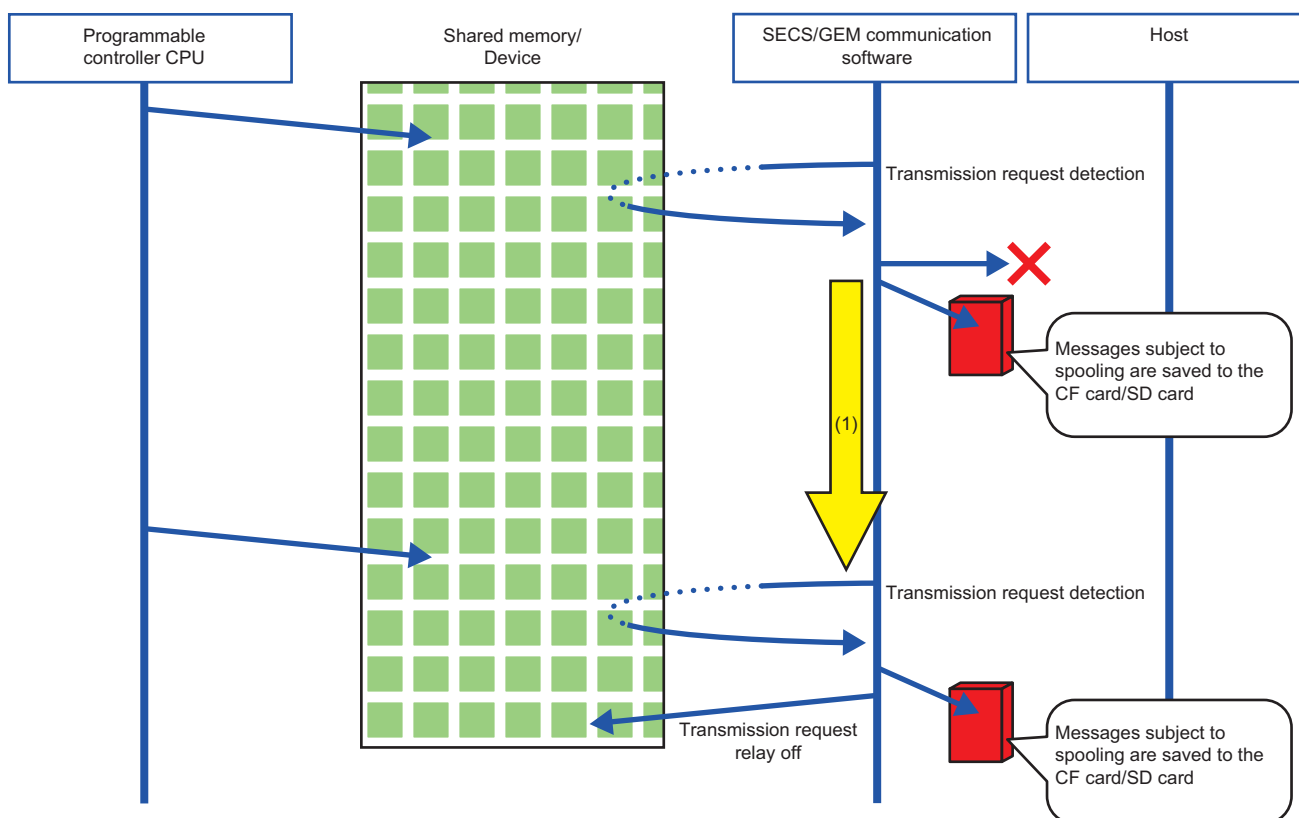 Programmable
controller CPU
Shared memory/
Device
SECS/GEM communication
software
Host
Transmission request detection
Messages subject to
spooling are saved to the
CF card/SD card
(1)
Transmission request detection
Transmission request
relay off
Messages subject to
spooling are saved to the
CF card/SD card